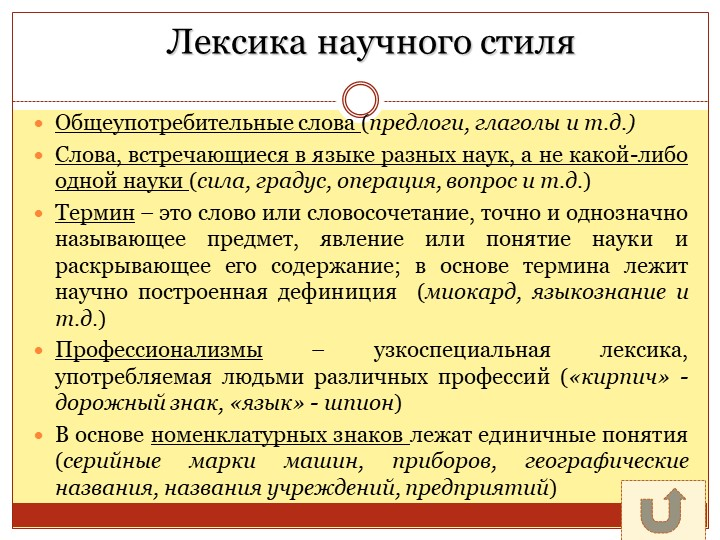 Лексика научного стиля
Общеупотребительные слова (предлоги, глаголы и т.д.)
Слова, встречающиеся в языке разных наук, а не какой-либо
одной науки (сила, градус, операция, вопрос и т.д.)
Термин – это слово или словосочетание, точно и однозначно
называющее предмет, явление или понятие науки и
раскрывающее его содержание; в основе термина лежит
научно построенная дефиниция (миокард, языкознание и
т.д.)
Профессионализмы – узкоспециальная лексика,
употребляемая людьми различных профессий («кирпич» -
дорожный знак, «язык» - шпион)
В основе номенклатурных знаков лежат единичные понятия
(серийные марки машин, приборов, географические
названия, названия учреждений, предприятий)